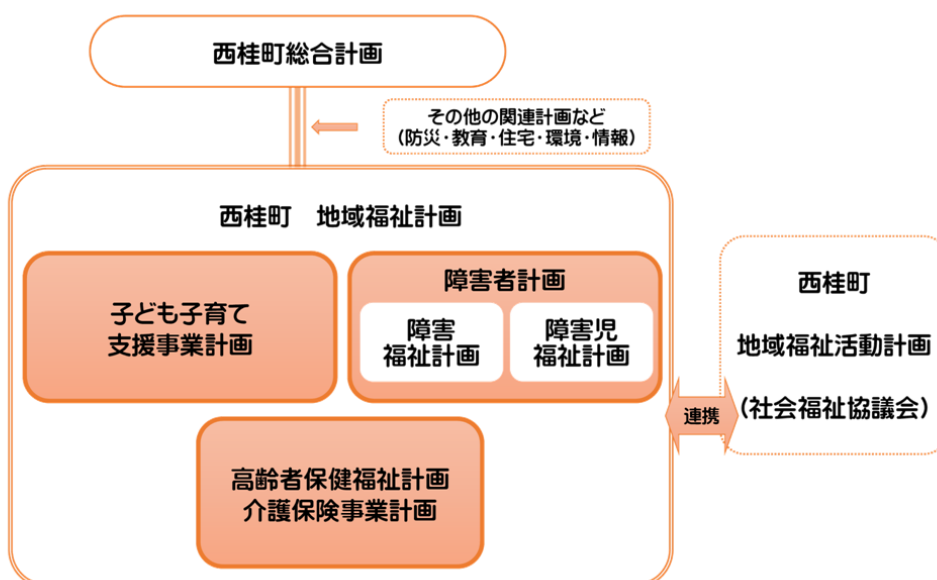 西桂町総合計画
その他の関連計画など
（防災・教育・住宅・環境・情報）
西桂町　地域福祉計画
子ども子育て
支援事業計画
障害者計画
障害
福祉計画
障害児
福祉計画
高齢者保健福祉計画
介護保険事業計画
連携
西桂町
地域福祉活動計画
（社会福祉協議会）